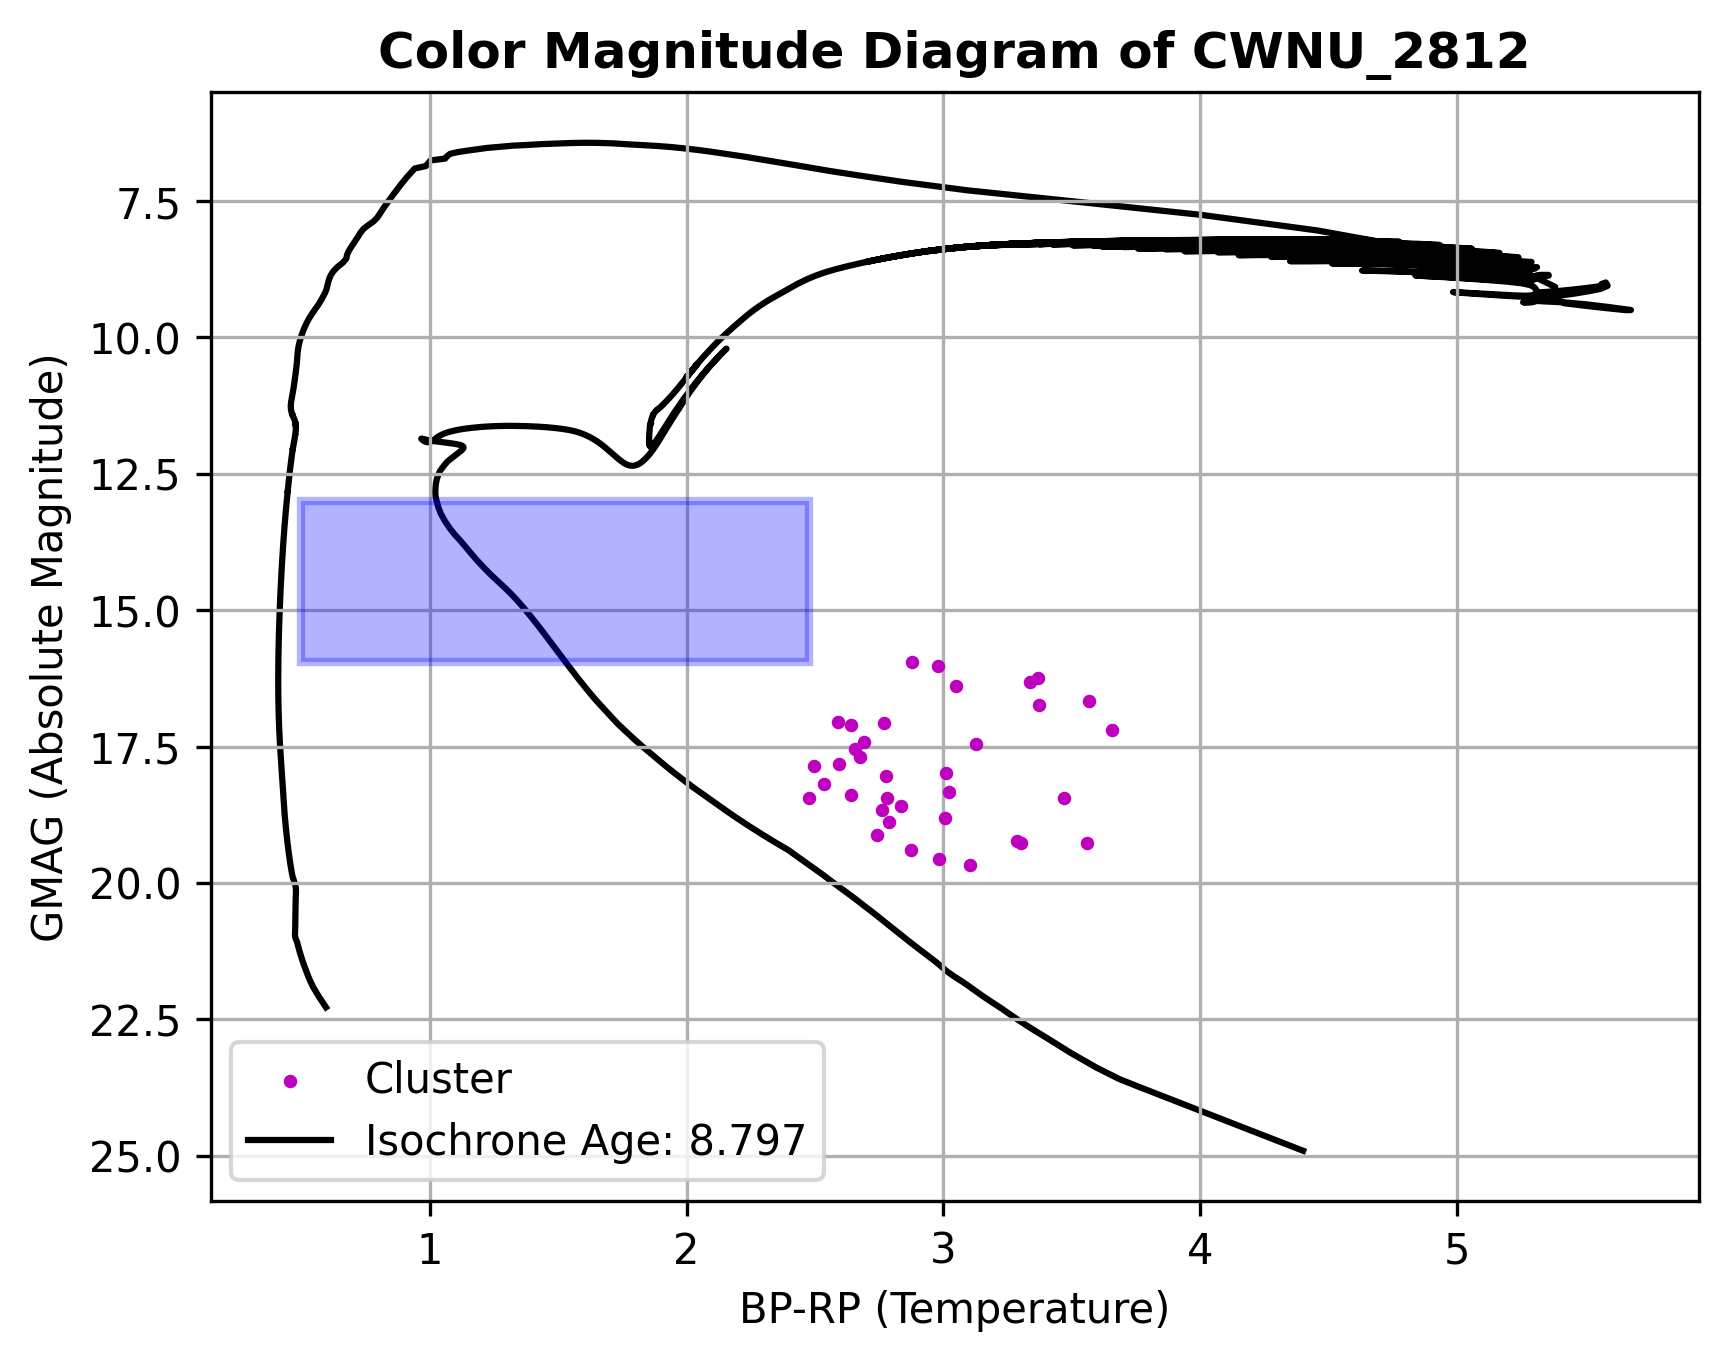 Color Magnitude Diagram of CWNU_2812
GMAG (Absolute Magnitude)
7.5
10.0
12.5
15.0
17.5
20.0
22.5
25.0
Cluster
Isochrone Age: 8.797
1 2 3 4 5
BP-RP (Temperature)